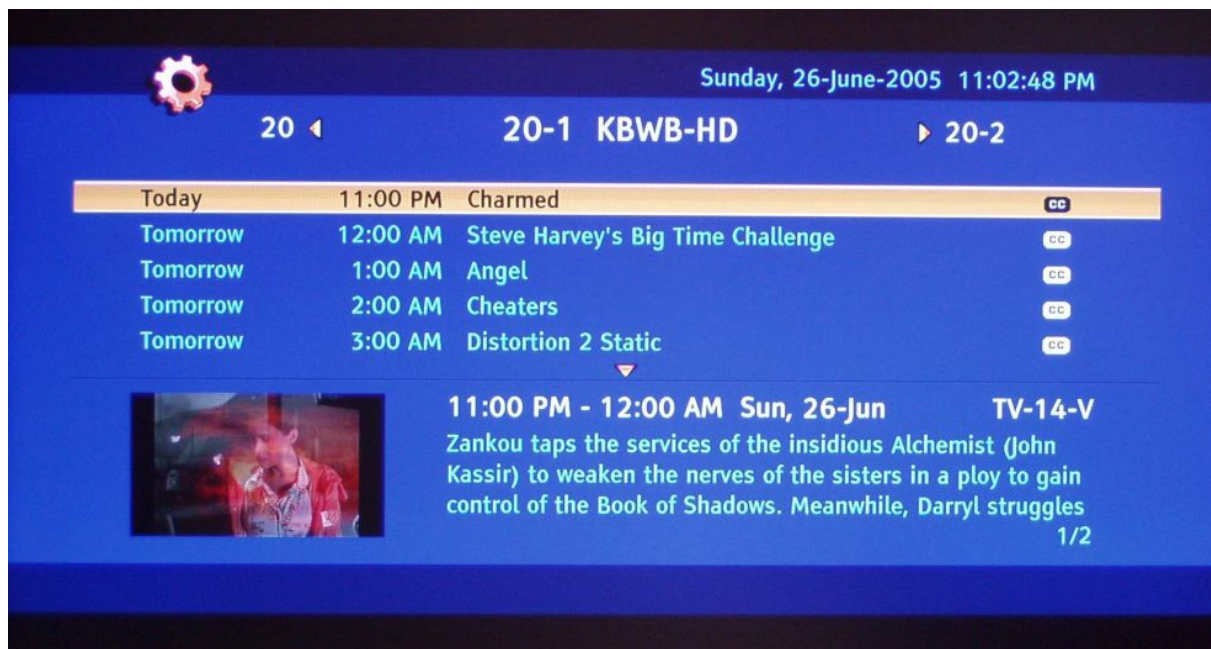 Sunday, 26-June-2005 11:02:48 PM
20 20-1 KBWB-HD 20-2
Today 11:00 PM Charmed CC
Tomorrow 12:00 AM Steve Harvey's Big Time Challenge CC
Tomorrow 1:00 AM Angel CC
Tomorrow 2:00 AM Cheaters CC
Tomorrow 3:00 AM Distortion 2 Static CC
11:00 PM - 12:00 AM Sun, 26-Jun TV-14-V
Zankou taps the services of the insidious Alchemist (John
Kassir) to weaken the nerves of the sisters in a ploy to gain
control of the Book of Shadows. Meanwhile, Darryl struggles
1/2